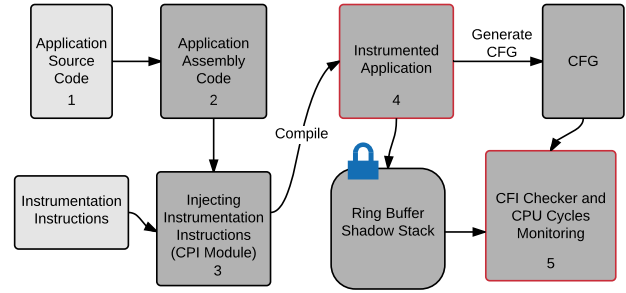 Application
Source
Code
1
Application
Assembly
Code
2
Instrumented
Application
4
Generate
CFG
CFG
Compile
Instrumentation
Instructions
Injecting
Instrumentation
Instructions
(CPI Module)
3
Ring Buffer
Shadow Stack
CFI Checker and
CPU Cycles
Monitoring
5